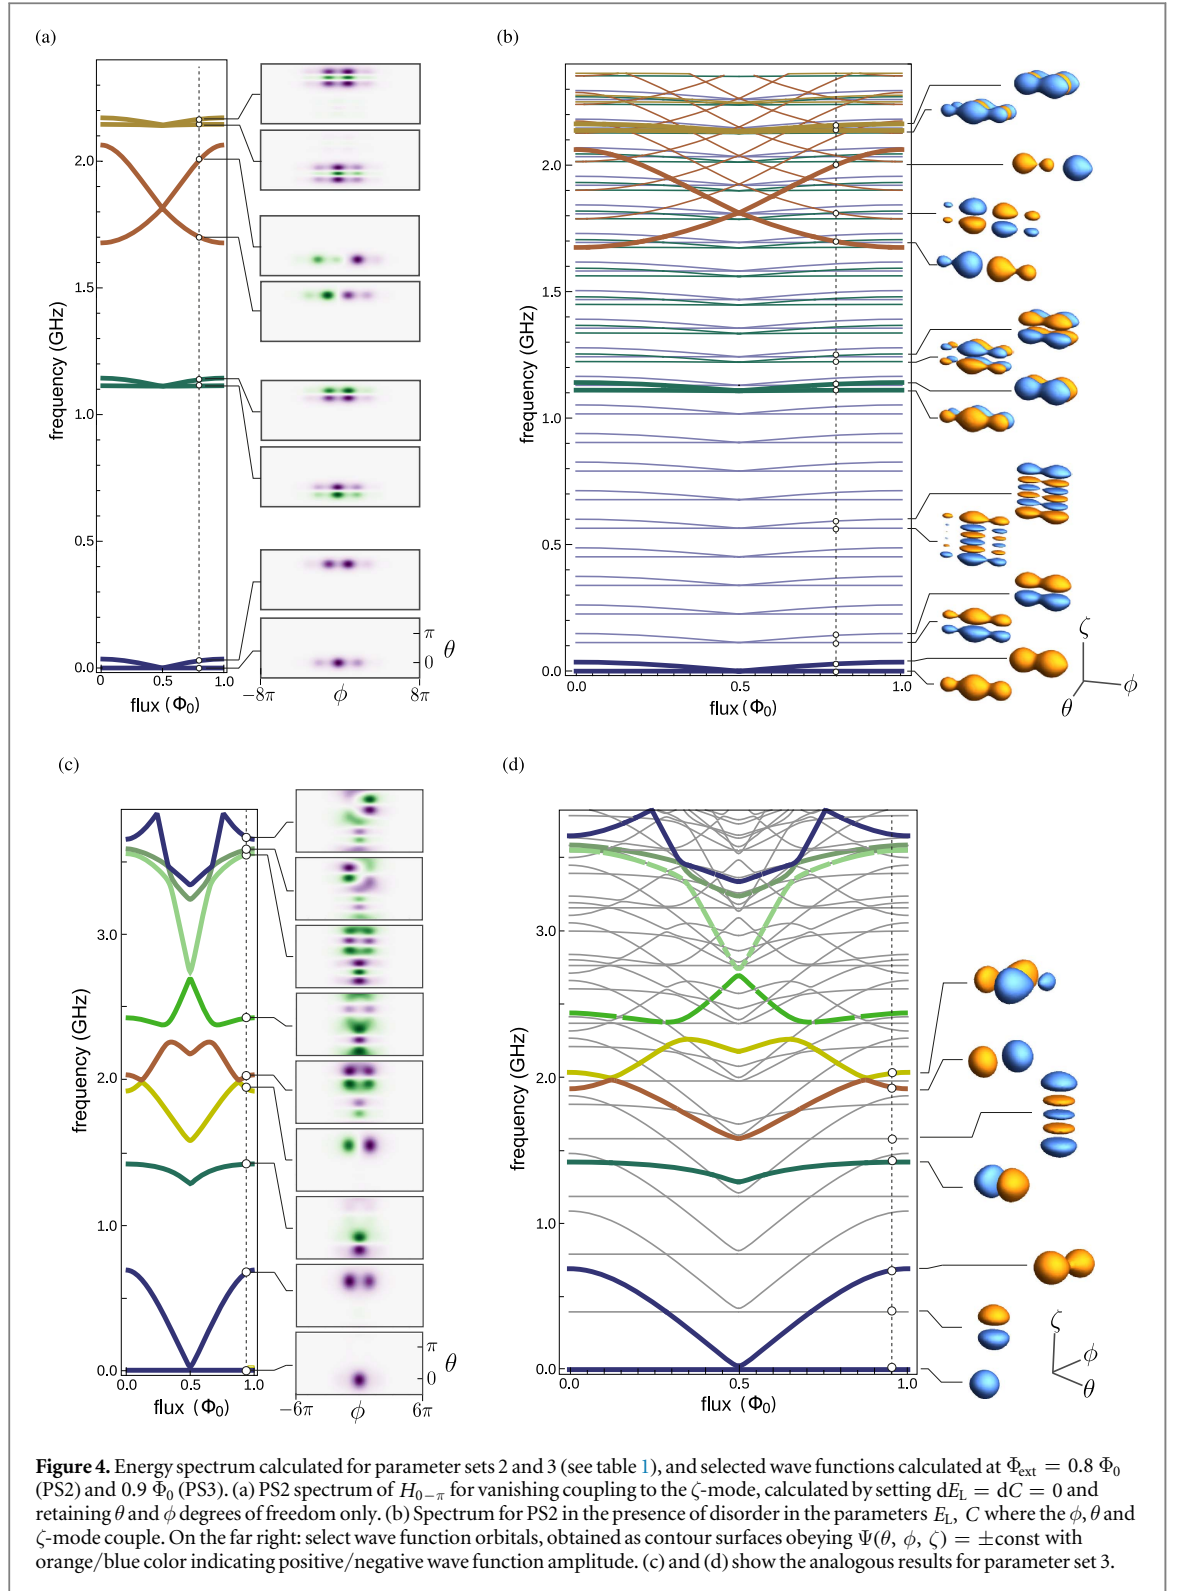 (a)
(b)
frequency (GHz)
2.0
1.5
1.0
0.5
0.0
0
0.5
1.0
flux (Φ0)
π
0
θ
−8π
ϕ
8π
frequency (GHz)
2.0
1.5
1.0
0.5
0.0
0.0
0.5
1.0
flux (Φ0)
ζ
ϕ
θ
(c)
(d)
frequency (GHz)
3.0
2.0
1.0
0.0
0.0
0.5
1.0
flux (Φ0)
π
0
θ
−6π
ϕ
6π
frequency (GHz)
3.0
2.0
1.0
0.0
0.0
0.5
1.0
flux (Φ0)
ζ
ϕ
θ
Figure 4. Energy spectrum calculated for parameter sets 2 and 3 (see table 1), and selected wave functions calculated at Φext = 0.8 Φ0
(PS2) and 0.9 Φ0 (PS3). (a) PS2 spectrum of H0−π for vanishing coupling to the ζ-mode, calculated by setting dEL = dC = 0 and
retaining θ and ϕ degrees of freedom only. (b) Spectrum for PS2 in the presence of disorder in the parameters EL, C where the ϕ, θ and
ζ-mode couple. On the far right: select wave function orbitals, obtained as contour surfaces obeying Ψ(θ, ϕ, ζ) = ±const with
orange/blue color indicating positive/negative wave function amplitude. (c) and (d) show the analogous results for parameter set 3.